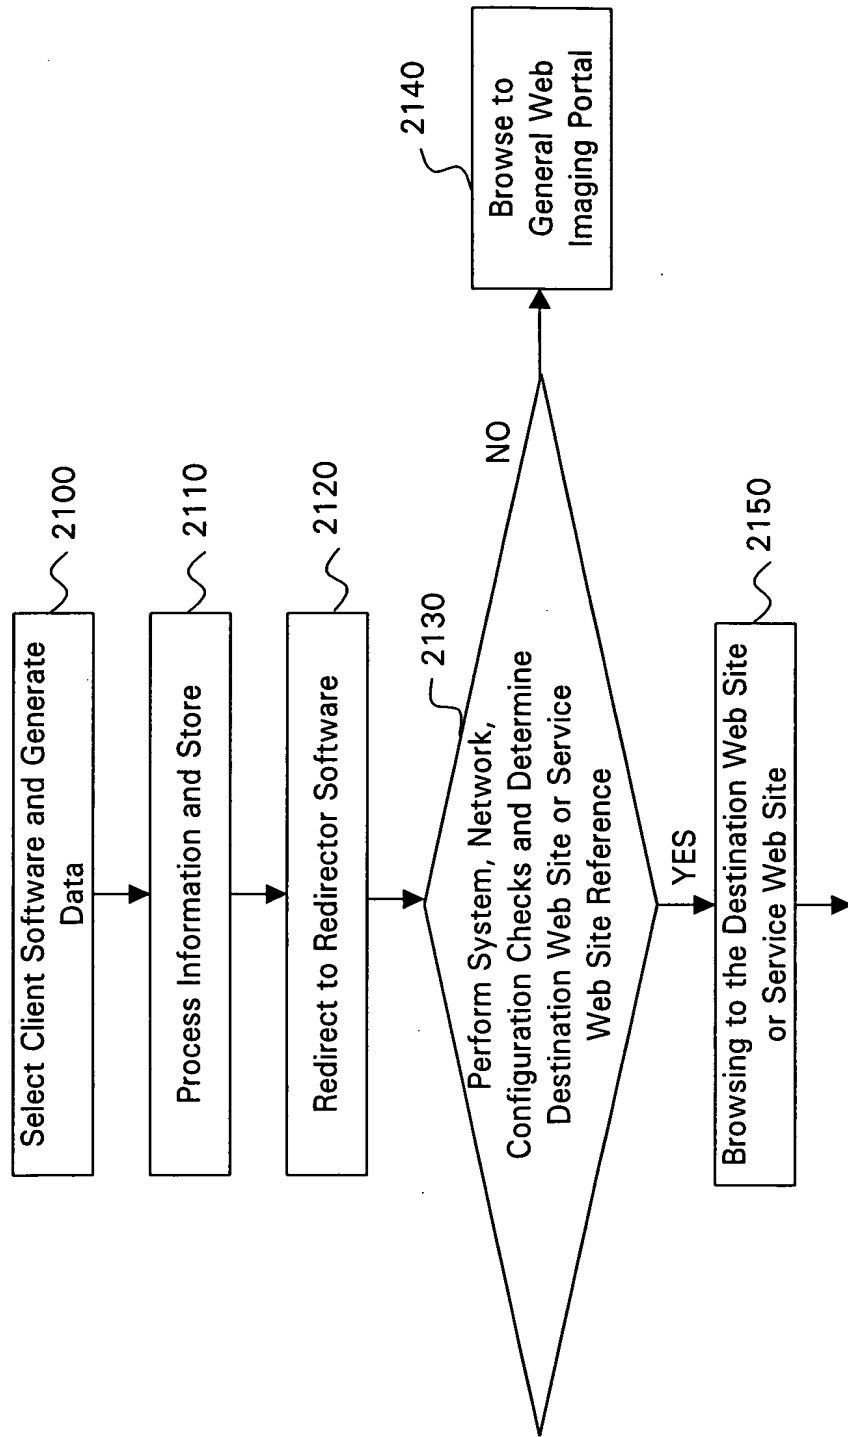 Select Client Software and Generate
Data
2100
Process Information and Store
2110
Redirect to Redirector Software
2120
2130
Perform System, Network,
Configuration Checks and Determine
Destination Web Site or Service
Web Site Reference
NO
2140
Browse to
General Web
Imaging Portal
YES
2150
Browsing to the Destination Web Site
or Service Web Site